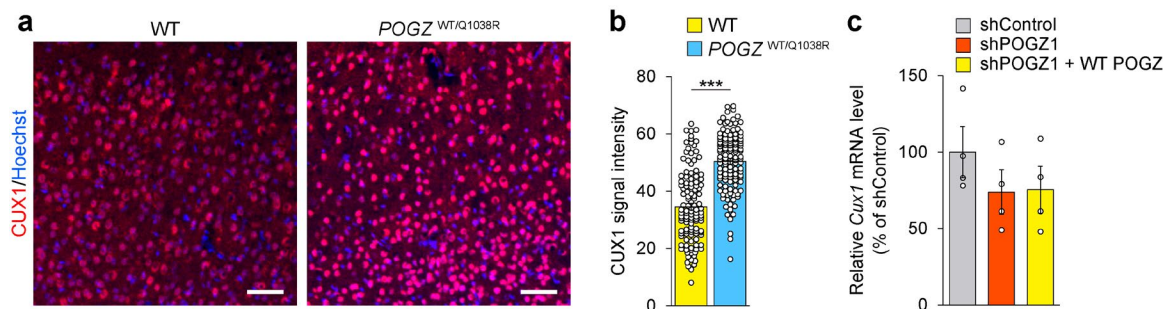 a
WT
POGZ WT/Q1038R
CUX1/Hoechst
b
WT
POGZ WT/Q1038R
CUX1 signal intensity
80
60
40
20
0
***
c
shControl
shPOGZ1
shPOGZ1 + WT POGZ
Relative Cux1 mRNA level
(% of shControl)
150
100
50
0